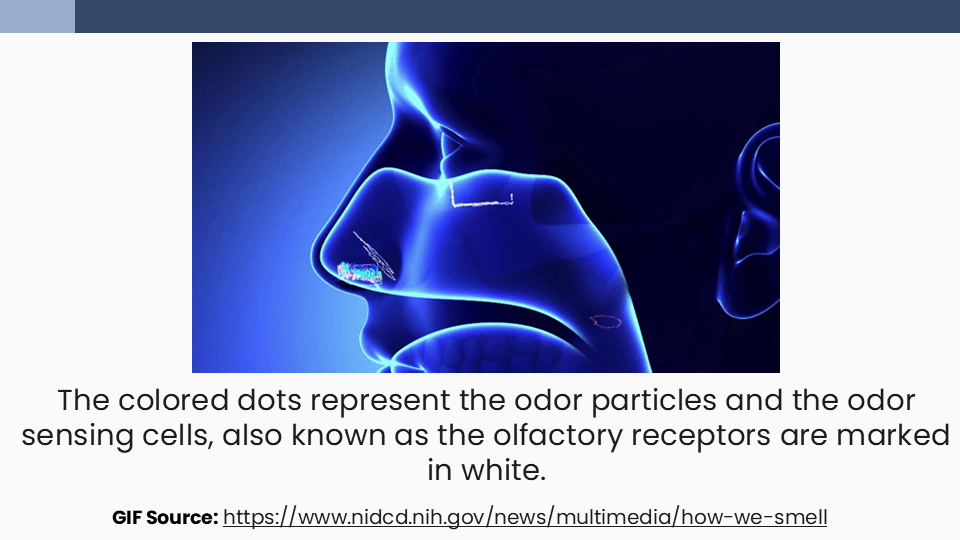 The colored dots represent the odor particles and the odor
sensing cells, also known as the olfactory receptors are marked
in white.
GIF Source: https://www.nidcd.nih.gov/news/multimedia/how-we-smell